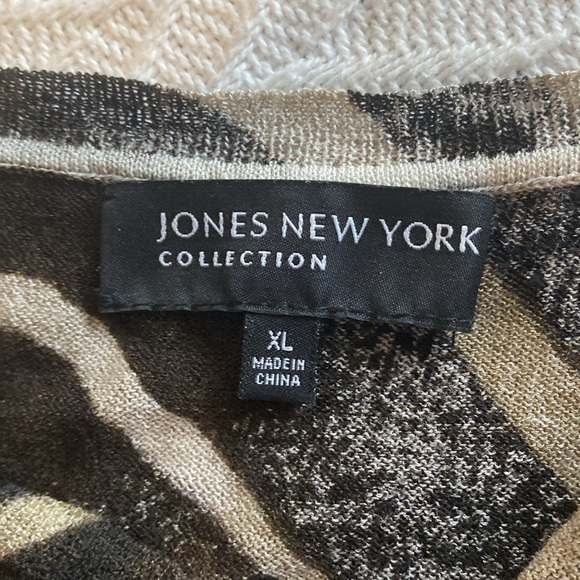 JONES NEW YORK
COLLECTION
XL
MADE IN
CHINA